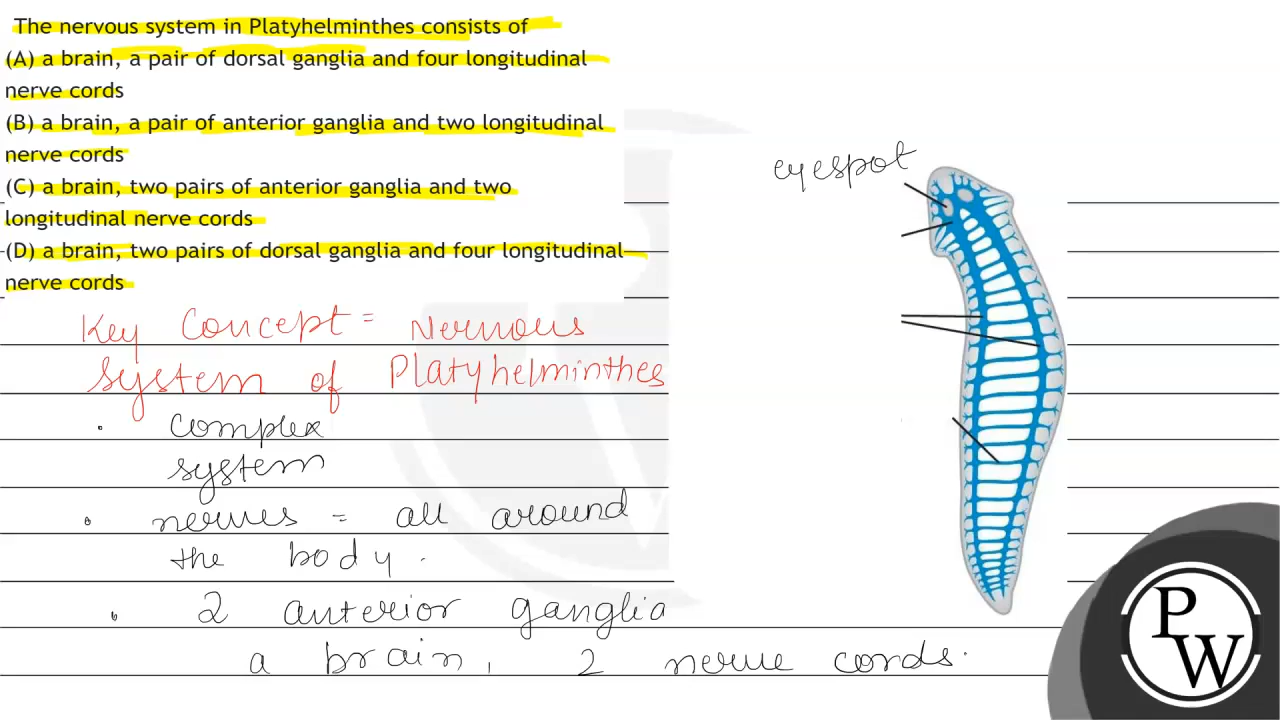 The nervous system in Platyhelminthes consists of
(A) a brain, a pair of dorsal ganglia and four longitudinal
nerve cords
(B) a brain, a pair of anterior ganglia and two longitudinal
nerve cords
(C) a brain, two pairs of anterior ganglia and two
longitudinal nerve cords
(D) a brain, two pairs of dorsal ganglia and four longitudinal
nerve cords
eyespot
Key Concept = Nervous
System of Platyhelminthes
• complex
system
• nerves = all around
the body.
• 2 anterior ganglia
a brain, 2 nerve cords.
PW